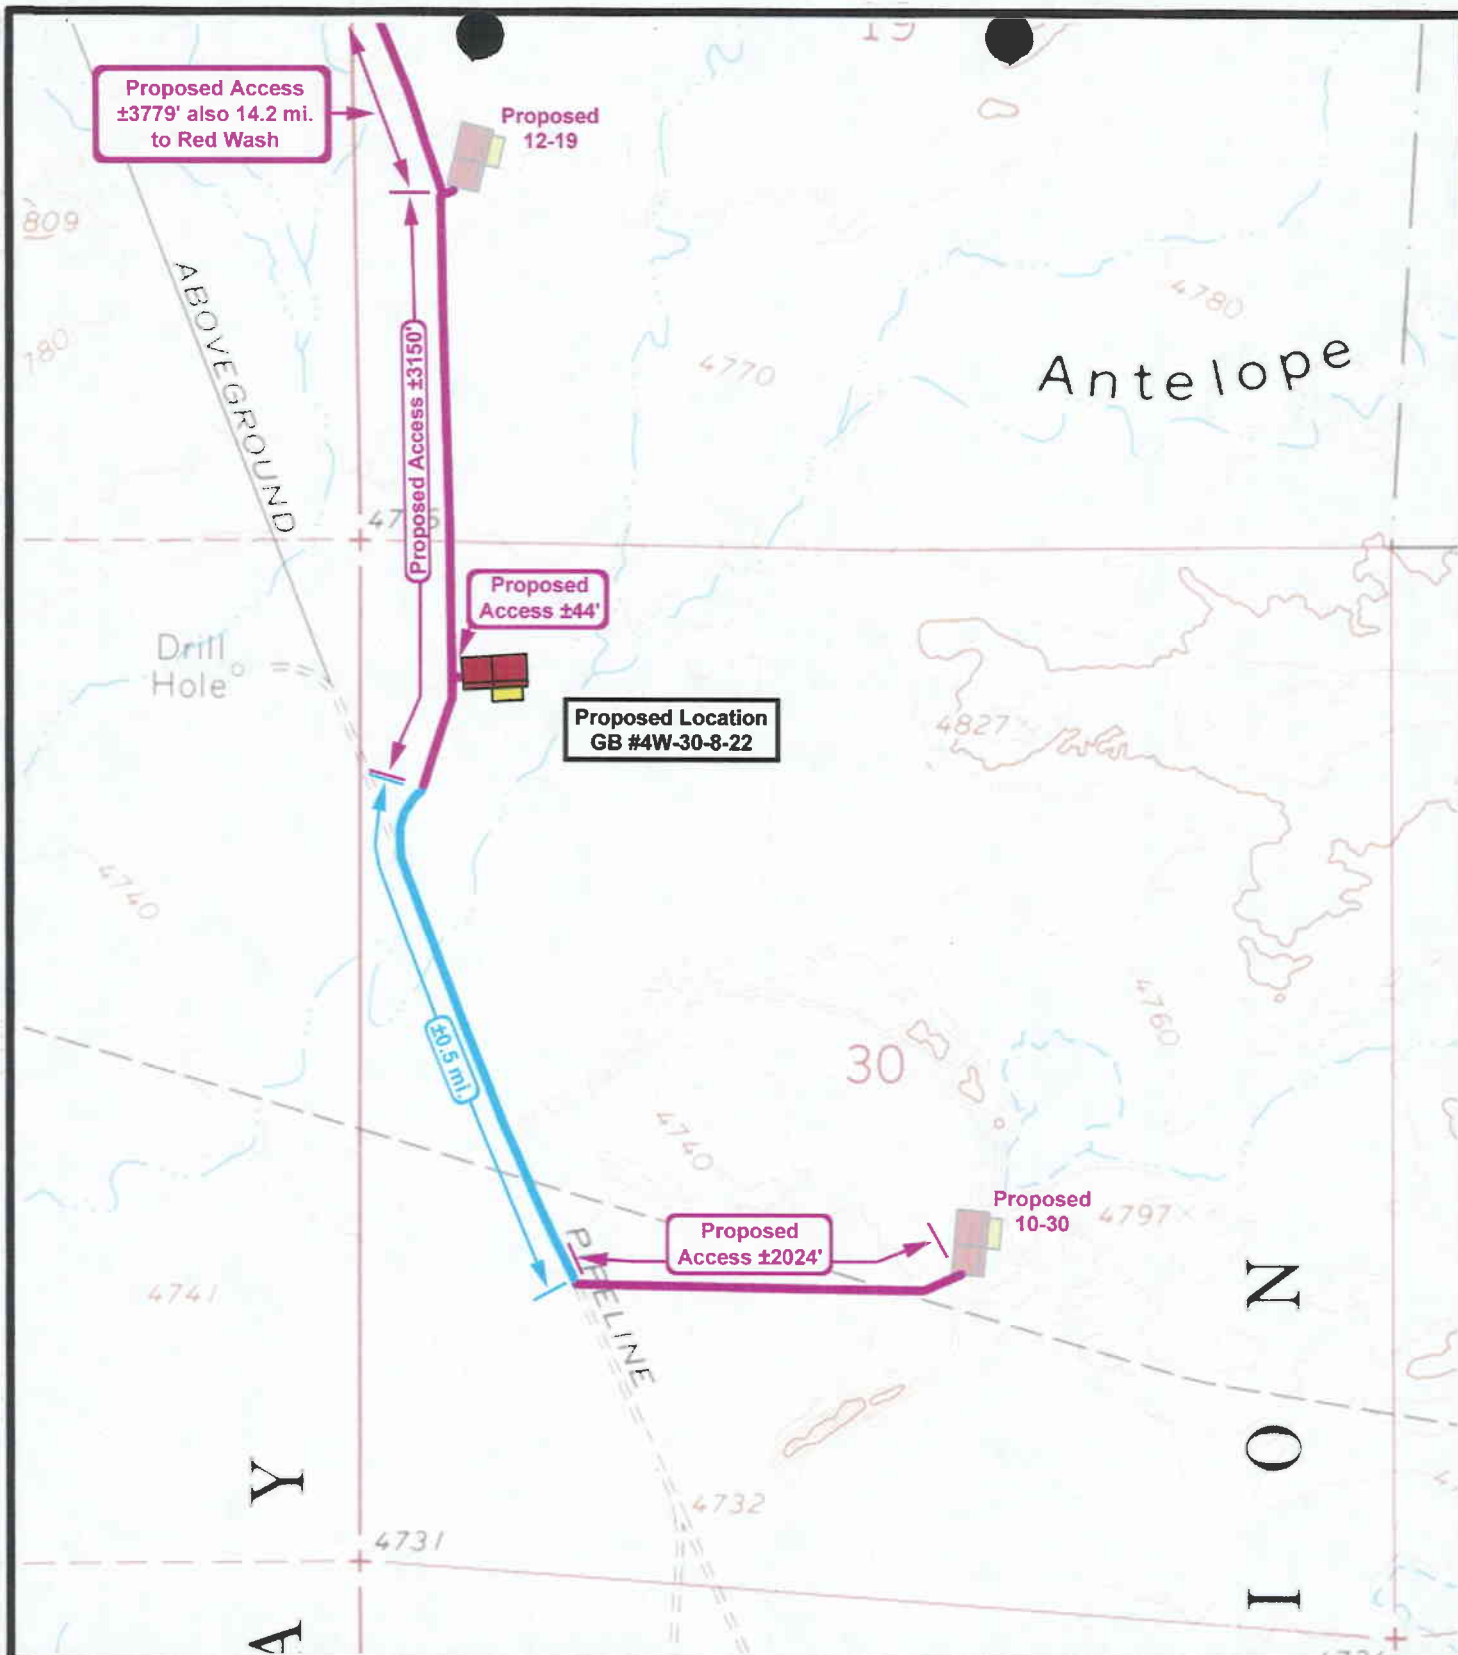 19
Proposed Access
±3779' also 14.2 mi.
to Red Wash
Proposed
12-19
809
ABOVEGROUND
4780
Antelope
4770
Proposed Access ±3150'
Proposed
Access ±44'
Drill
Hole
Proposed Location
GB #4W-30-8-22
4827
4740
4760
±0.5 mi.
30
4740
Proposed
10-30
4797
Proposed
Access ±2024'
PIPELINE
4741
N
O
I
Y
A
4732
4731